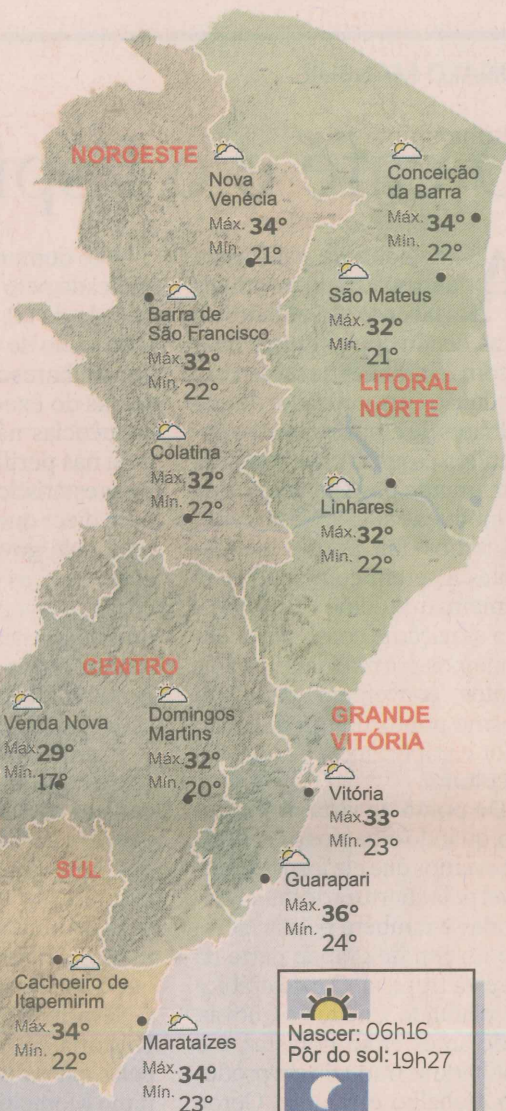 NOROESTE
Nova
Venécia
Máx. 34°
Mín. 21°
Conceição
da Barra
Máx. 34°
Mín. 22°
São Mateus
Máx. 32°
Mín. 21°
Barra de
São Francisco
Máx. 32°
Mín. 22°
LITORAL
NORTE
Colatina
Máx. 32°
Mín. 22°
Linhares
Máx. 32°
Mín. 22°
CENTRO
Venda Nova
Máx. 29°
Mín. 17°
Domingos
Martins
Máx. 32°
Mín. 20°
GRANDE
VITÓRIA
Vitória
Máx. 33°
Mín. 23°
Guarapari
Máx. 36°
Mín. 24°
SUL
Cachoeiro de
Itapemirim
Máx. 34°
Mín. 22°
Marataízes
Máx. 34°
Mín. 23°
Nascer: 06h16
Pôr do sol: 19h27